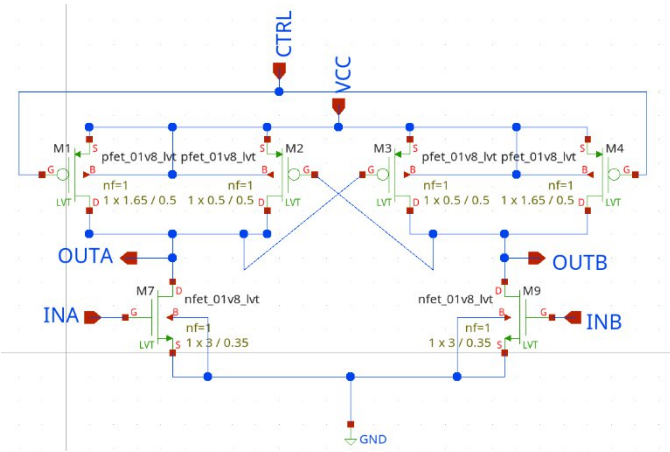 CTRL
VCC
M1
S
pfet_01v8_lvt
pfet_01v8_lvt
S
M2
M3
S
pfet_01v8_lvt
pfet_01v8_lvt
S
M4
G
B
B
G
G
B
B
G
nf=1
nf=1
nf=1
nf=1
LVT
D
1 x 1.65 / 0.5
1 x 0.5 / 0.5
D
LVT
LVT
D
1 x 0.5 / 0.5
1 x 1.65 / 0.5
D
LVT
OUTA
OUTB
M7
D
nfet_01v8_lvt
nfet_01v8_lvt
D
M9
INA
G
B
B
G
INB
nf=1
nf=1
LVT
S
1 x 3 / 0.35
1 x 3 / 0.35
S
LVT
GND